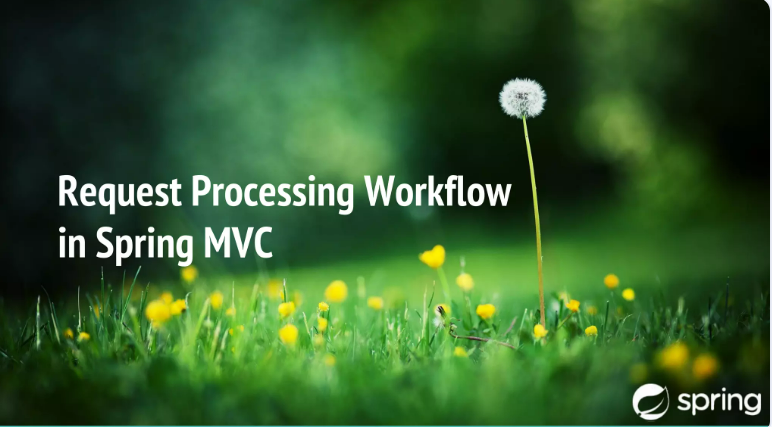 Request Processing Workflow
in Spring MVC
spring